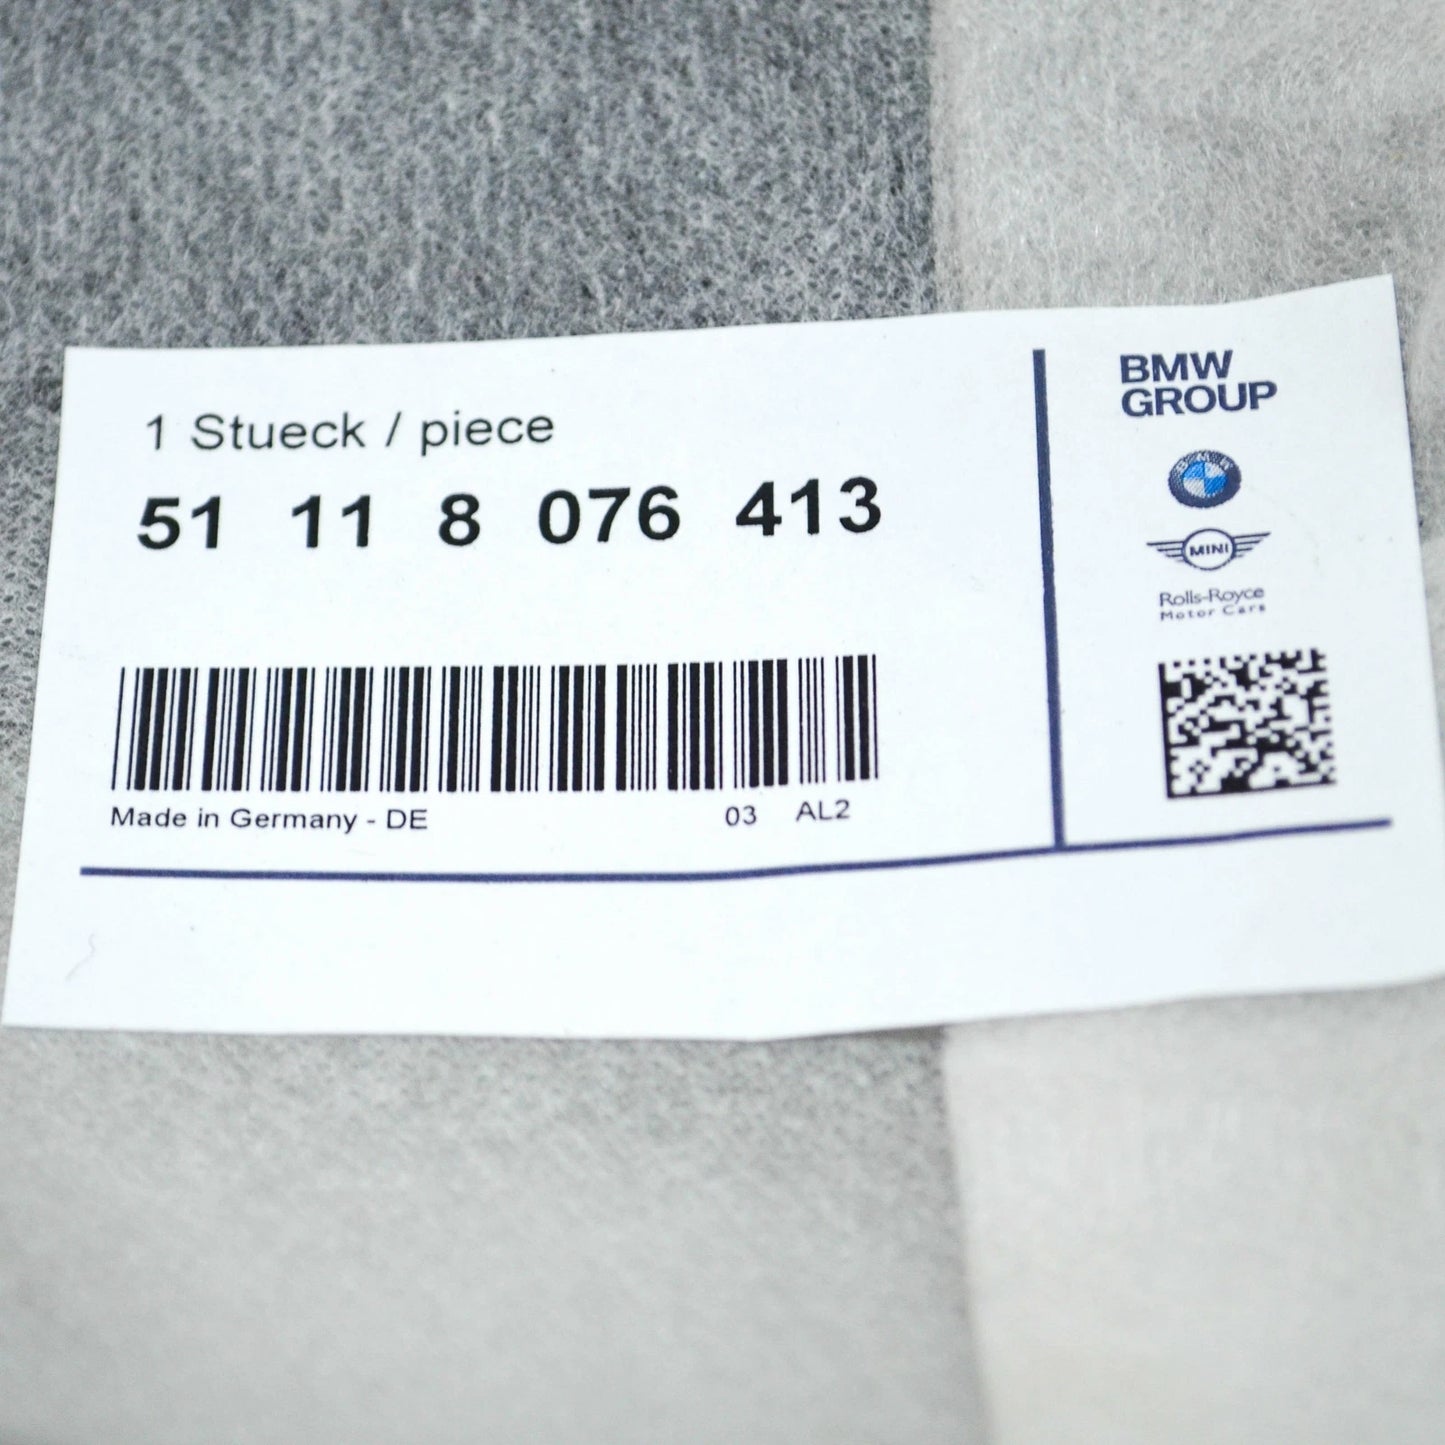 1 Stueck / piece
51 11 8 076 413
Made in Germany - DE 03 AL2
BMW
GROUP
BMW
MINI
Rolls-Royce
Motor Cars